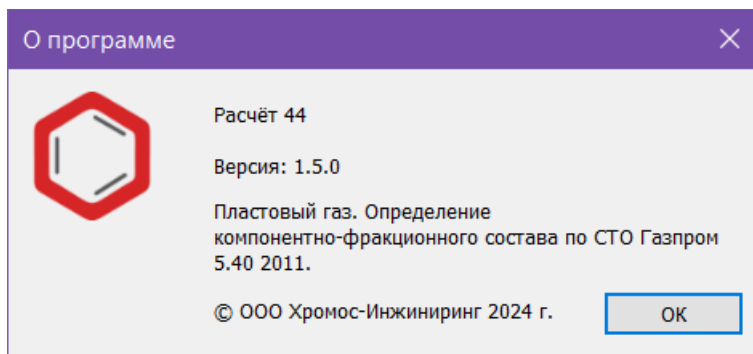 О программе
Расчёт 44
Версия: 1.5.0
Пластовый газ. Определение
компонентно-фракционного состава по СТО Газпром
5.40 2011.
© ООО Хромос-Инжиниринг 2024 г.
ОК